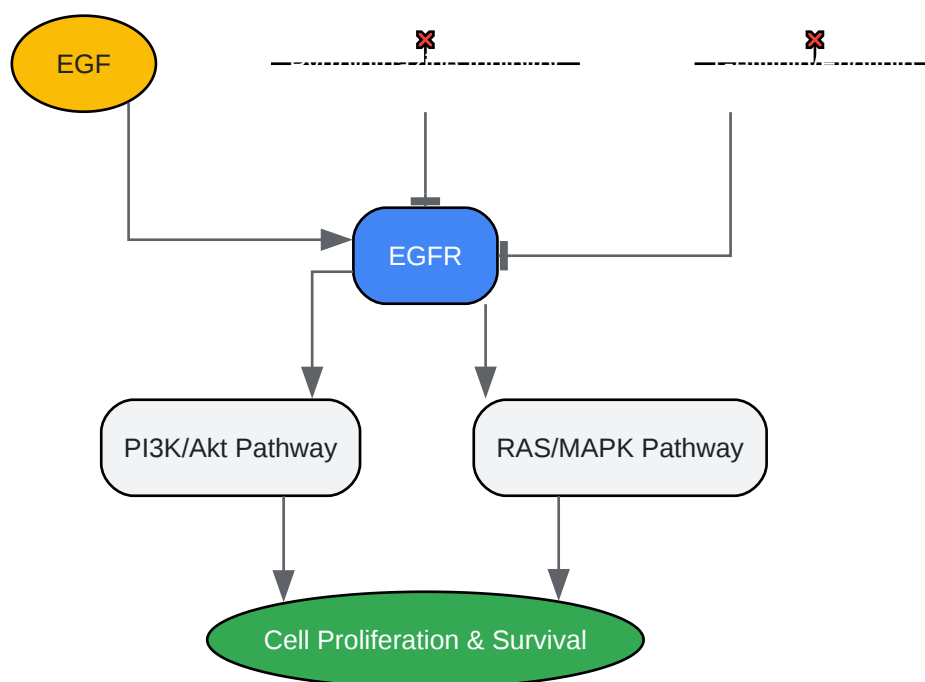 EGF
EGFR
PI3K/Akt Pathway
RAS/MAPK Pathway
Cell Proliferation & Survival